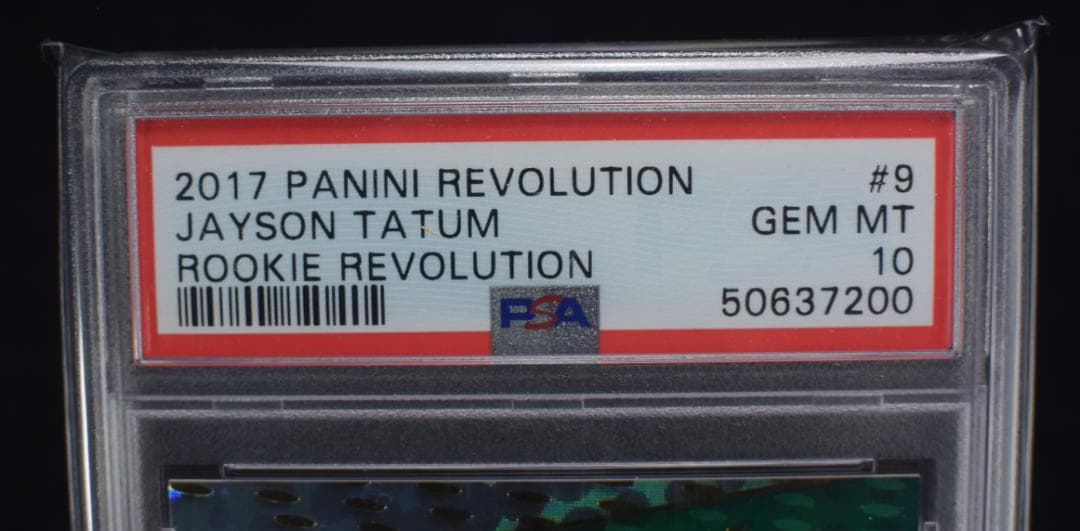 2017 PANINI REVOLUTION #9
JAYSON TATUM GEM MT
ROOKIE REVOLUTION 10
PSA 50637200